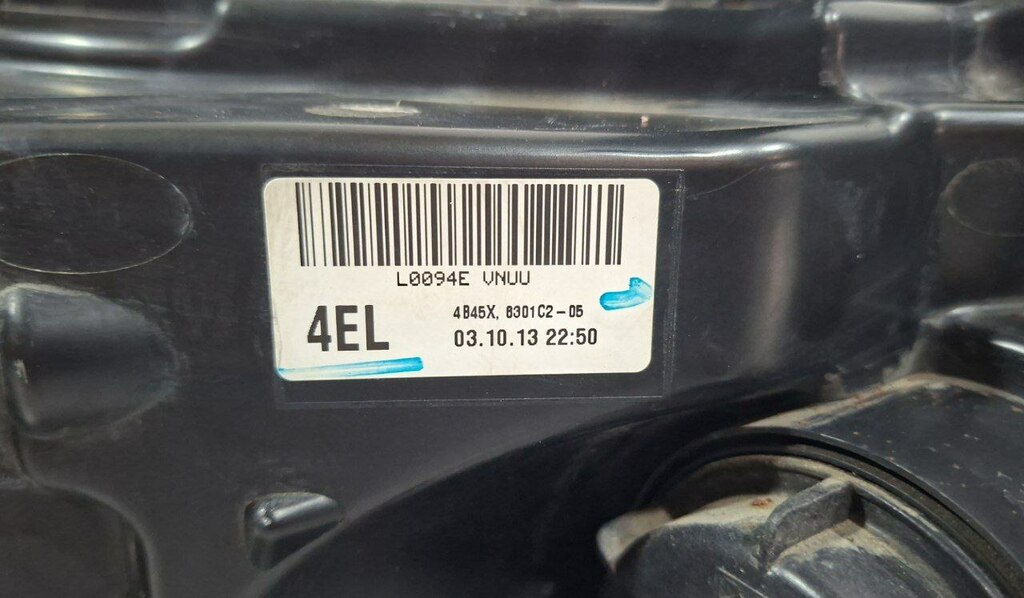 L0094E VNUU
4EL
4B45X, 8301C2-05
03.10.13 22:50